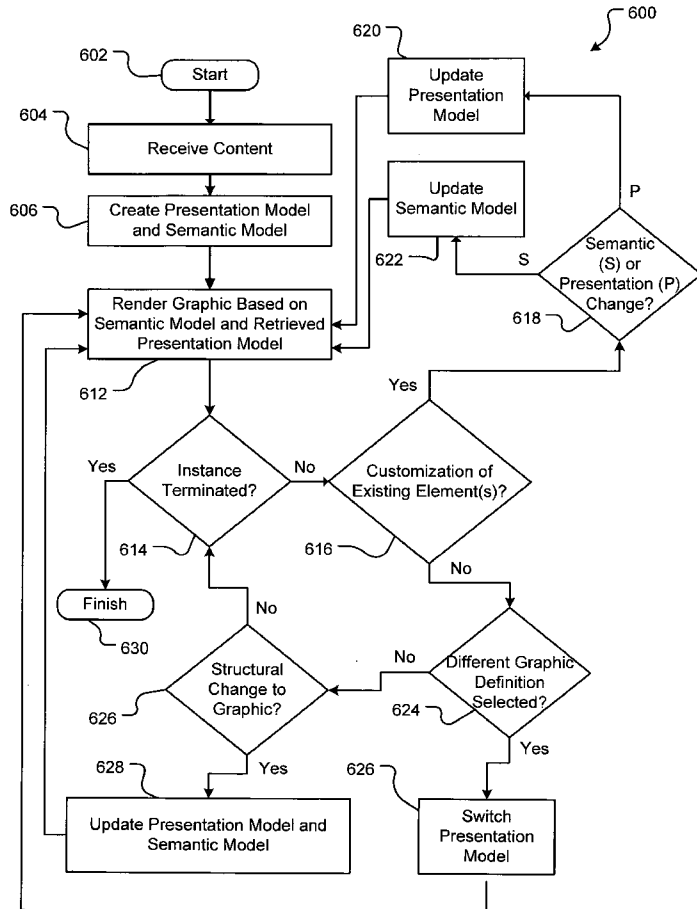 600
602
Start
604
Receive Content
606
Create Presentation Model
and Semantic Model
Render Graphic Based on
Semantic Model and Retrieved
Presentation Model
612
620
Update
Presentation
Model
Update
Semantic Model
622
P
S
Semantic
(S) or
Presentation (P)
Change?
618
Yes
Instance
Terminated?
614
No
Customization of
Existing Element(s)?
616
Yes
No
Finish
630
No
Structural
Change to
Graphic?
626
No
Different Graphic
Definition
Selected?
624
Yes
Yes
628
Update Presentation Model and
Semantic Model
626
Switch
Presentation
Model